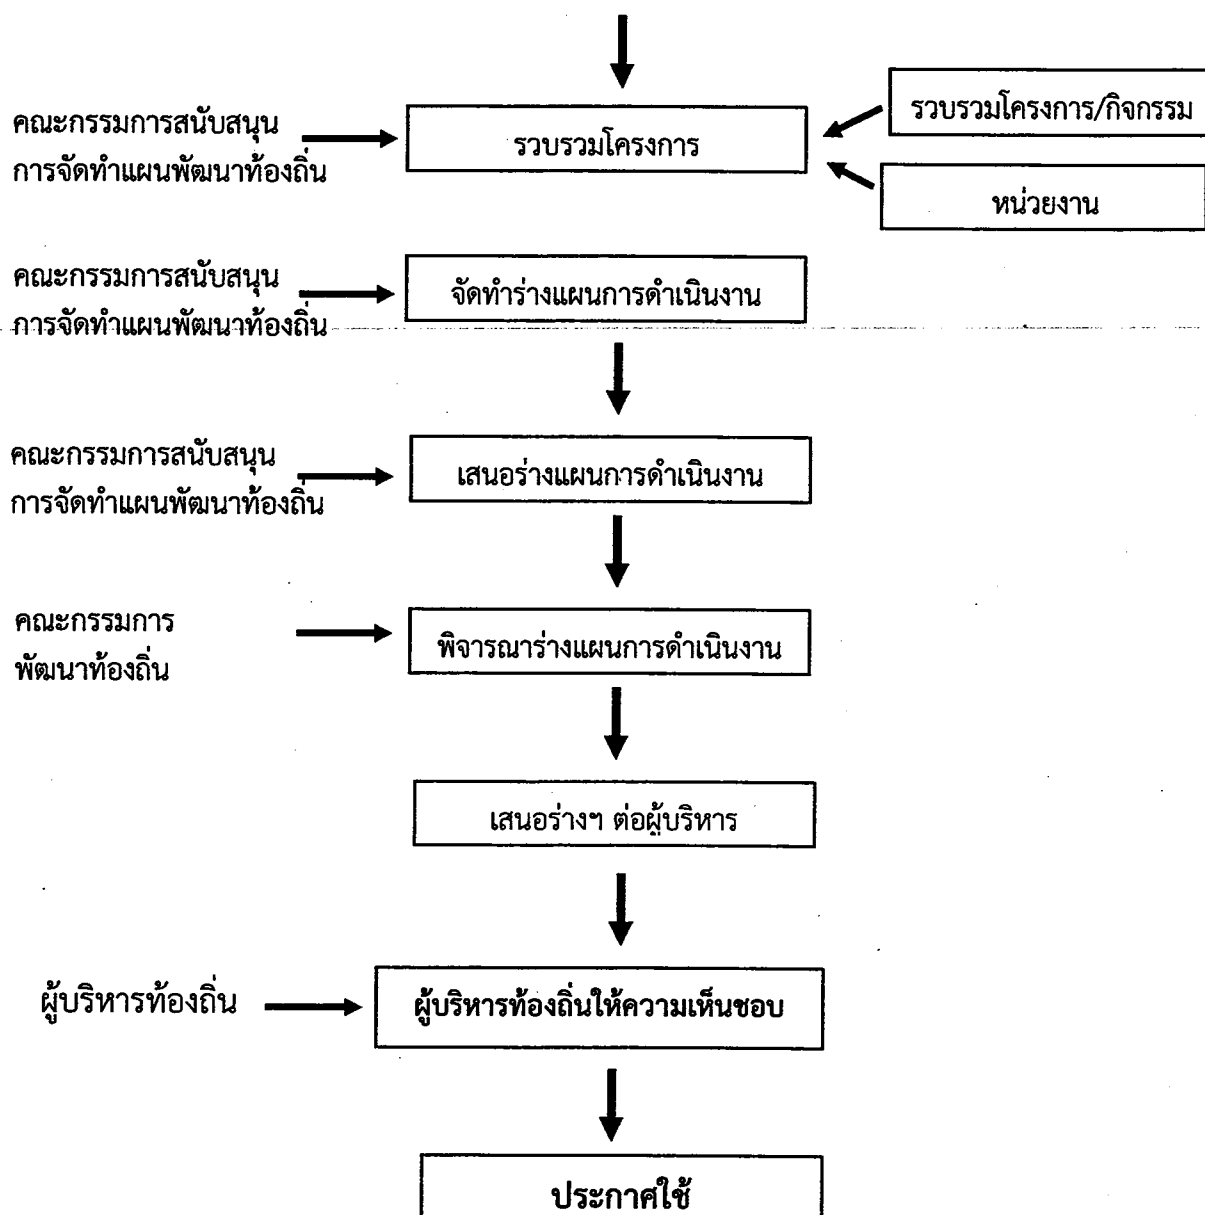 คณะกรรมการสนับสนุน
การจัดทำแผนพัฒนาท้องถิ่น
รวบรวมโครงการ
รวบรวมโครงการ/กิจกรรม
หน่วยงาน
คณะกรรมการสนับสนุน
การจัดทำแผนพัฒนาท้องถิ่น
จัดทำร่างแผนการดำเนินงาน
คณะกรรมการสนับสนุน
การจัดทำแผนพัฒนาท้องถิ่น
เสนอร่างแผนการดำเนินงาน
คณะกรรมการ
พัฒนาท้องถิ่น
พิจารณาร่างแผนการดำเนินงาน
เสนอร่างฯ ต่อผู้บริหาร
ผู้บริหารท้องถิ่น
ผู้บริหารท้องถิ่นให้ความเห็นชอบ
ประกาศใช้